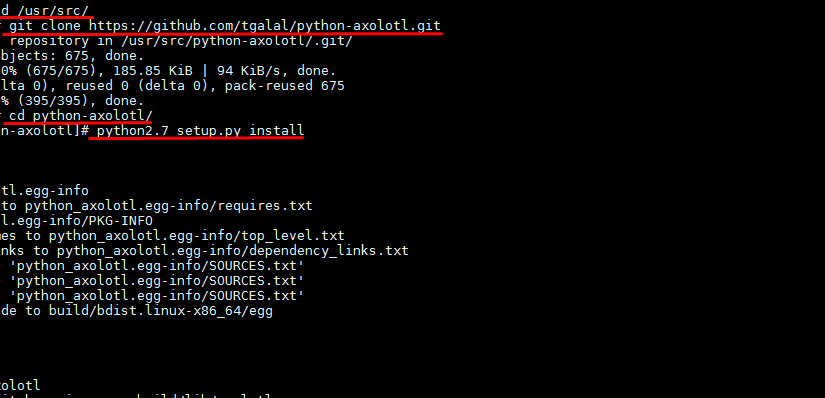 d /usr/src/
git clone https://github.com/tgalal/python-axolotl.git
repository in /usr/src/python-axolotl/.git/
bjects: 675, done.
0% (675/675), 185.85 KiB | 94 KiB/s, done.
lta 0), reused 0 (delta 0), pack-reused 675
% (395/395), done.
cd python-axolotl/
n-axolotl]# python2.7 setup.py install
tl.egg-info
to python_axolotl.egg-info/requires.txt
l.egg-info/PKG-INFO
mes to python_axolotl.egg-info/top_level.txt
nks to python_axolotl.egg-info/dependency_links.txt
'python_axolotl.egg-info/SOURCES.txt'
'python_axolotl.egg-info/SOURCES.txt'
'python_axolotl.egg-info/SOURCES.txt'
de to build/bdist.linux-x86_64/egg
xolotl